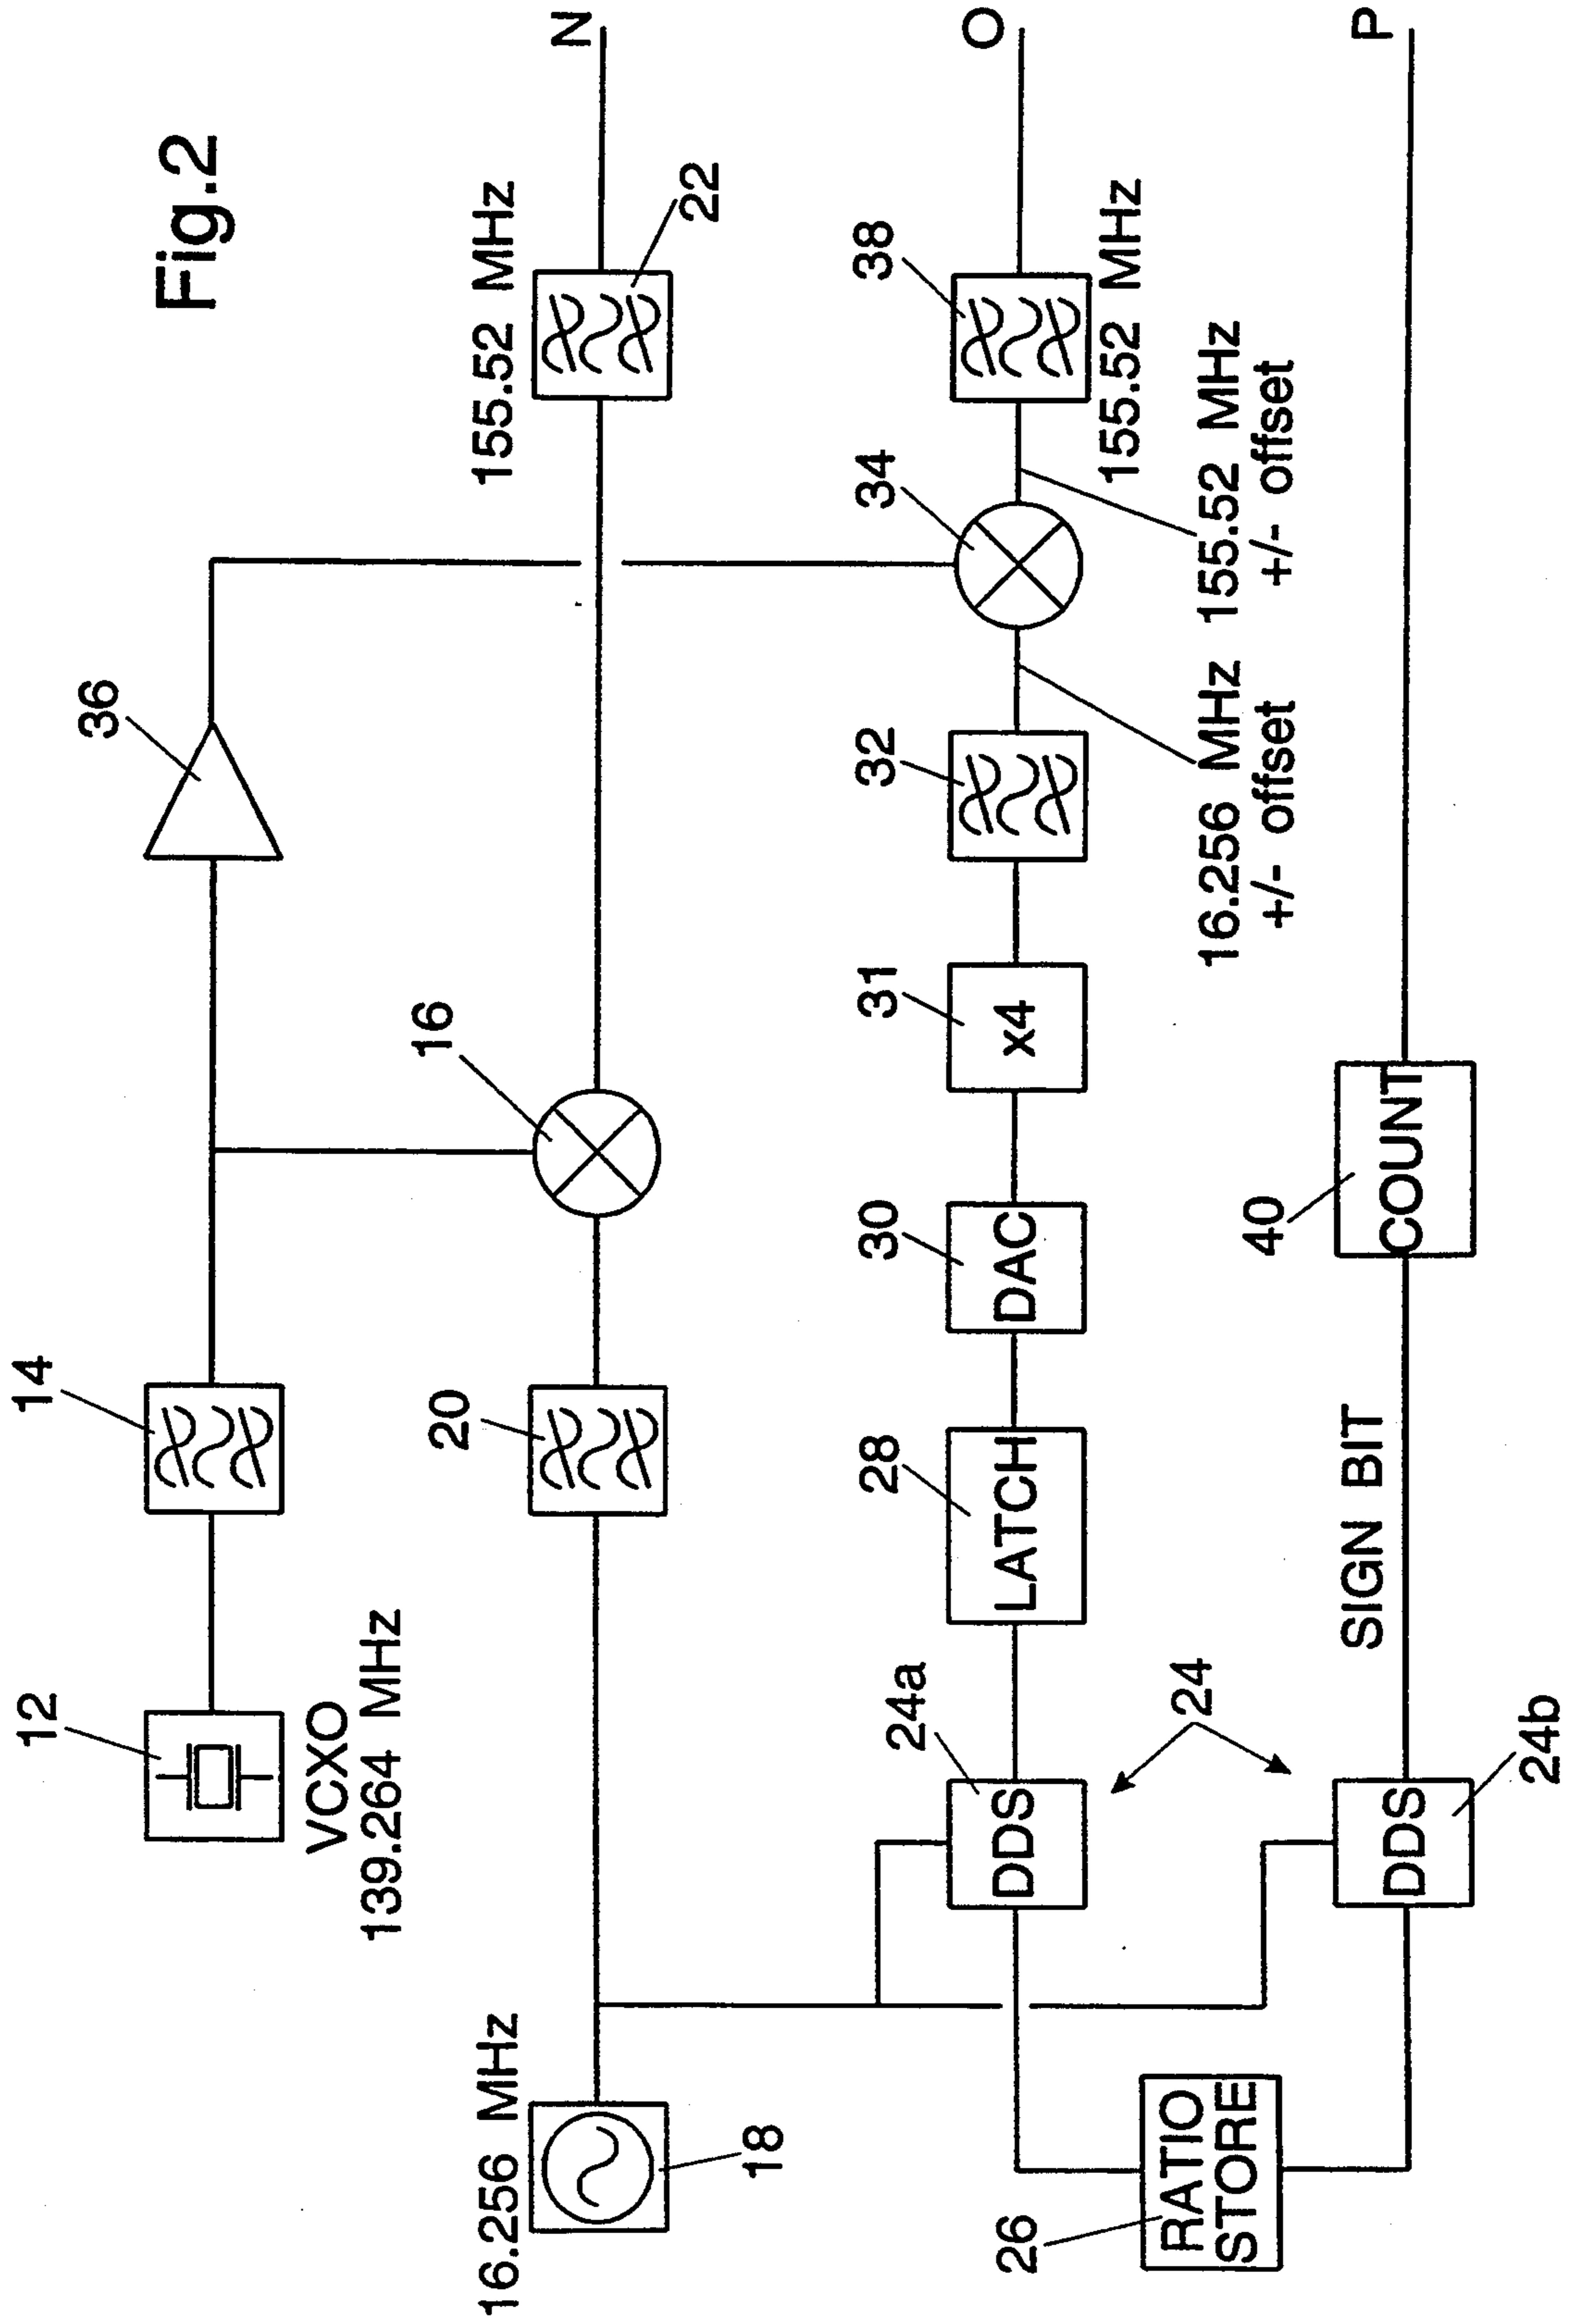 Fig.2
12
VCXO
139.264 MHz
14
36
16.256 MHz
18
20
16
155.52 MHz
22
N
26
RATIO
STORE
24a
DDS
24
28
LATCH
30
DAC
31
x4
32
16.256 MHz
+/- offset
34
155.52 MHz
+/- offset
38
155.52 MHz
O
DDS
24b
SIGN BIT
40
COUNT
P